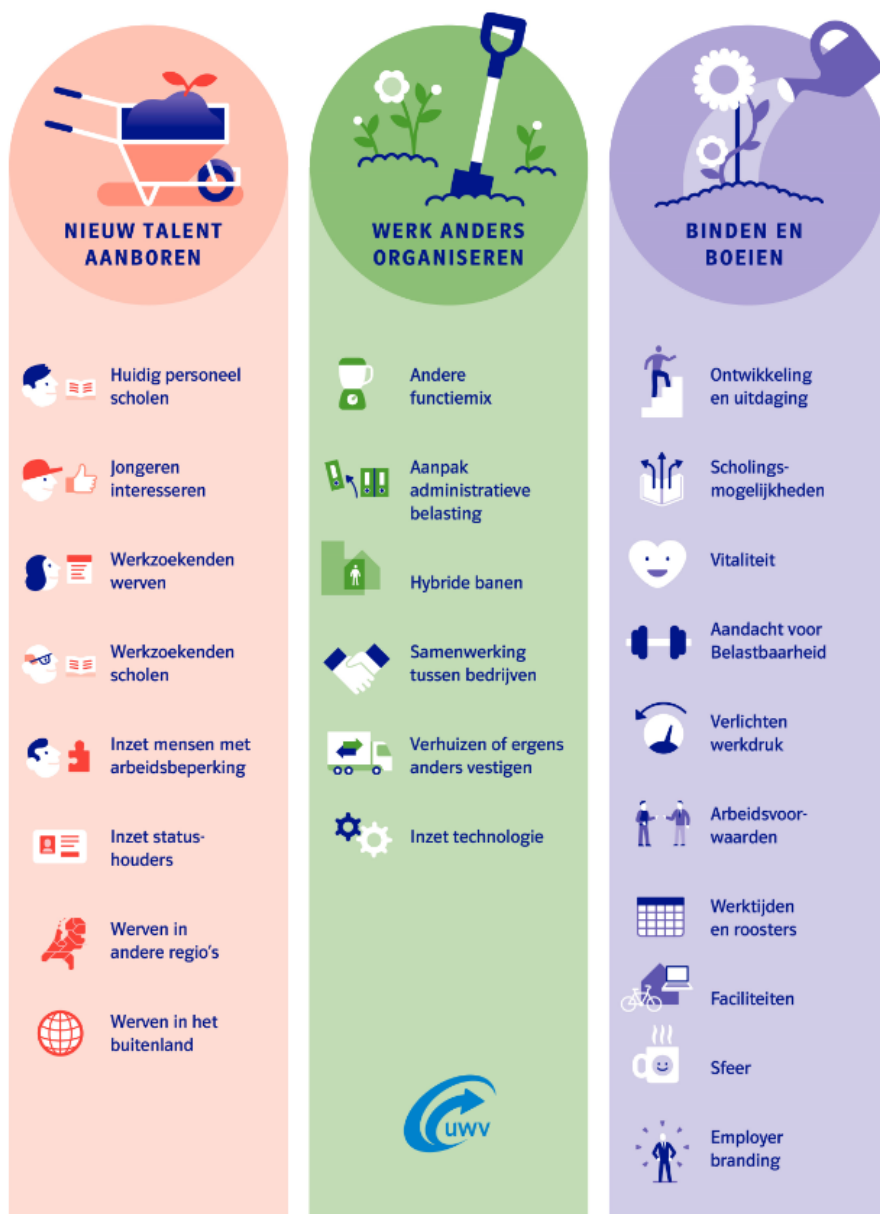 NIEUW TALENT
AANBOREN
Huidig personeel
scholen
Jongeren
interesseren
Werkzoekenden
werven
Werkzoekenden
scholen
Inzet mensen met
arbeidsbeperking
Inzet status-
houders
Werven in
andere regio's
Werven in het
buitenland
WERK ANDERS
ORGANISEREN
Andere
functiemix
Aanpak
administratieve
belasting
Hybride banen
Samenwerking
tussen bedrijven
Verhuizen of ergens
anders vestigen
Inzet technologie
uwv
BINDEN EN
BOEIEN
Ontwikkeling
en uitdaging
Scholings-
mogelijkheden
Vitaliteit
Aandacht voor
Belastbaarheid
Verlichten
werkdruk
Arbeidsvoor-
waarden
Werktijden
en roosters
Faciliteiten
Sfeer
Employer
branding